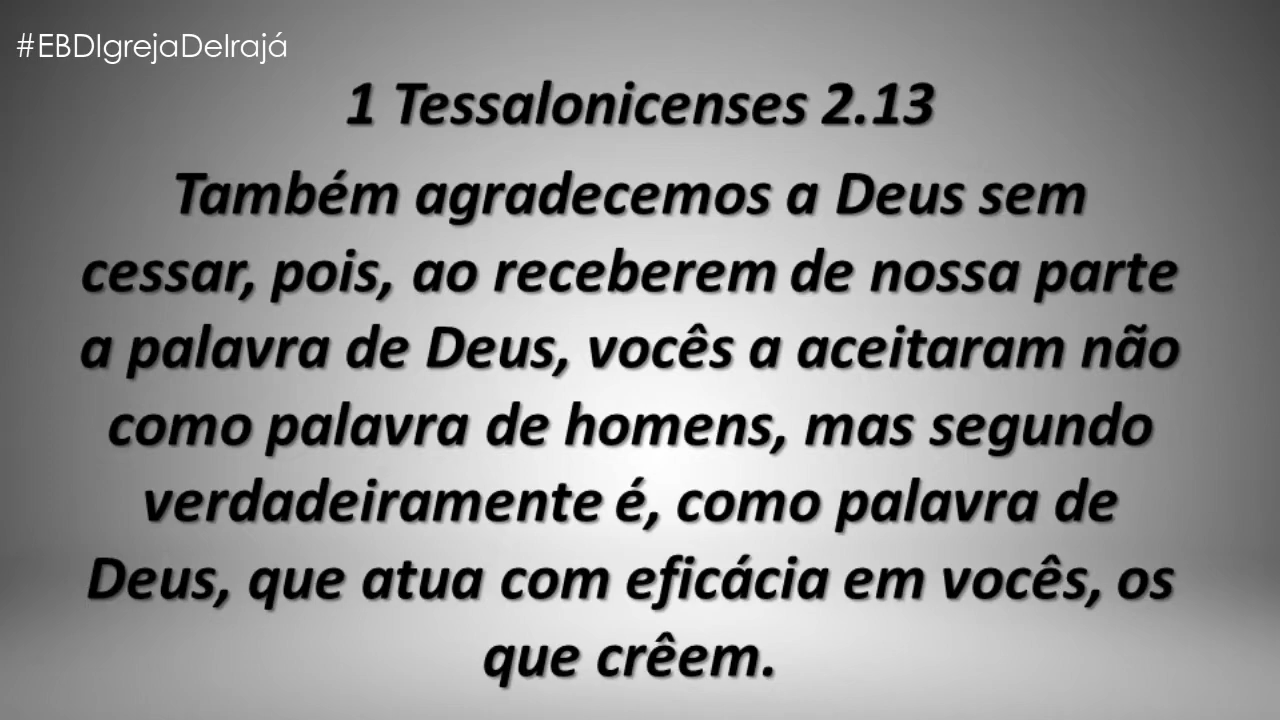 #EBDIgrejaDeIrajá
1 Tessalonicenses 2.13
Também agradecemos a Deus sem
cessar, pois, ao receberem de nossa parte
a palavra de Deus, vocês a aceitaram não
como palavra de homens, mas segundo
verdadeiramente é, como palavra de
Deus, que atua com eficácia em vocês, os
que crêem.